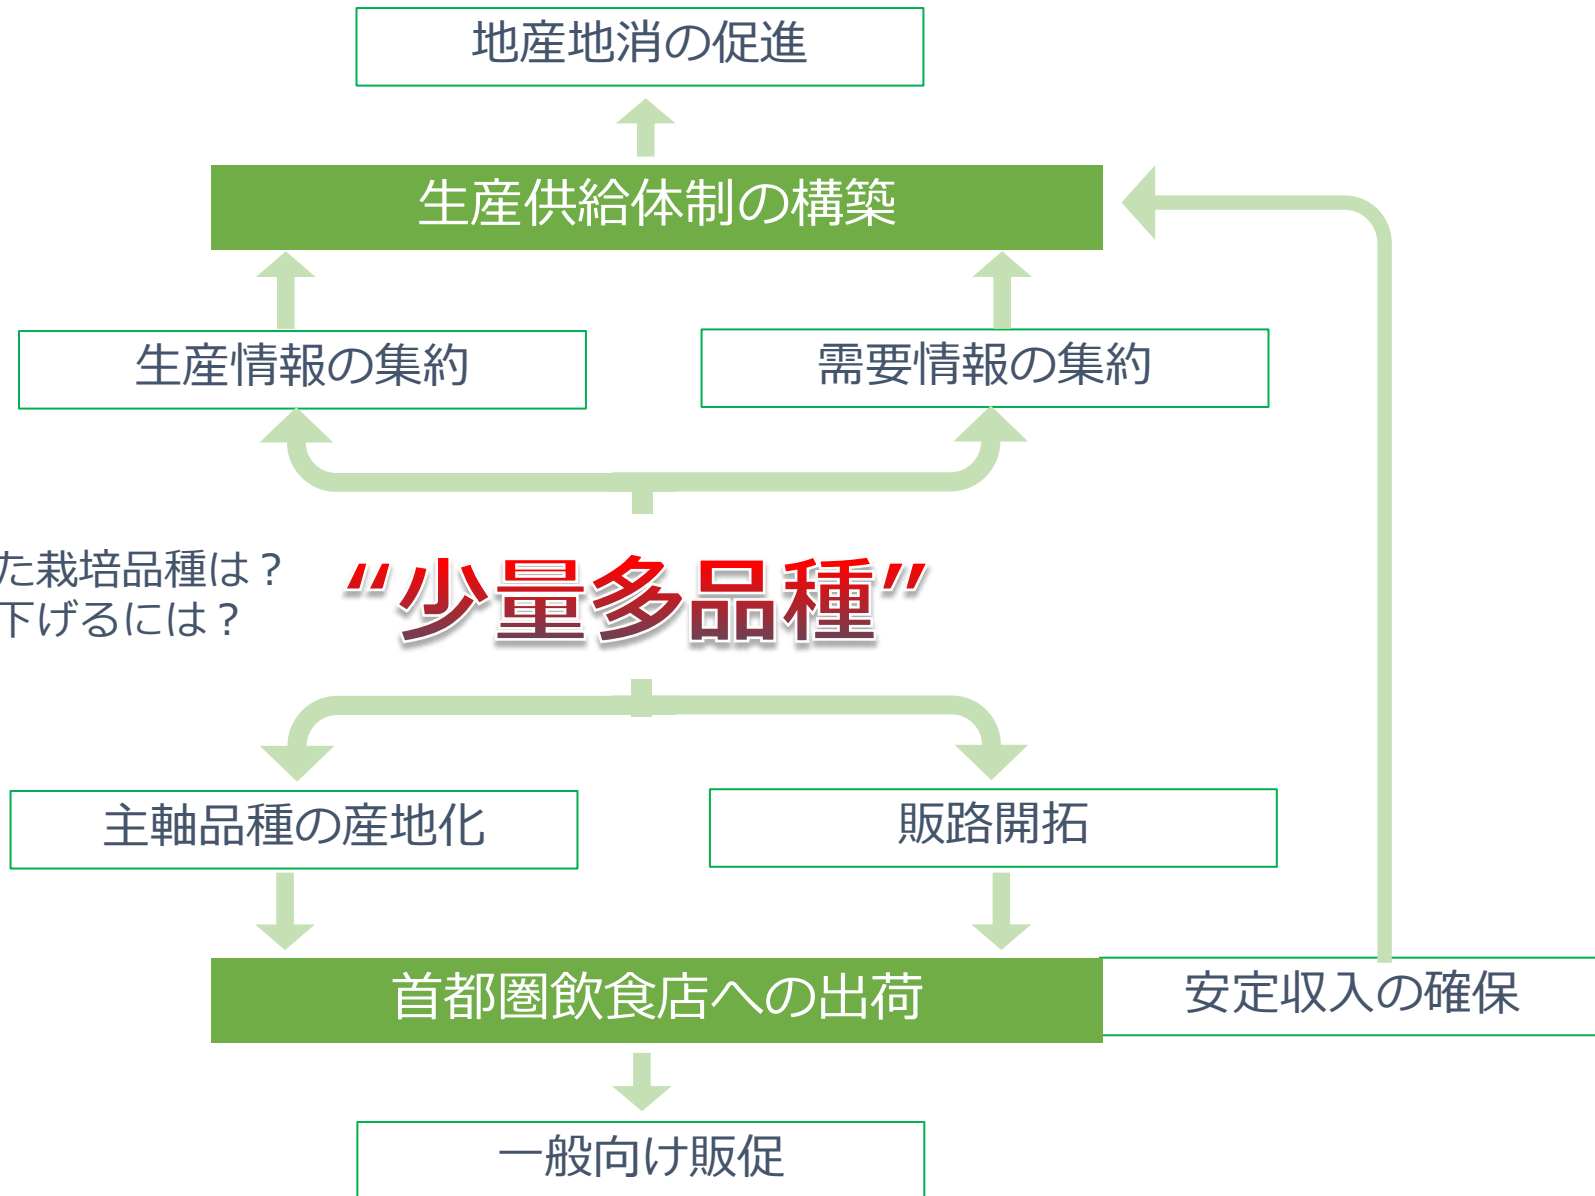 地産地消の促進
生産供給体制の構築
生産情報の集約
需要情報の集約
た栽培品種は？
下げるには？
“少量多品種”
主軸品種の産地化
販路開拓
首都圏飲食店への出荷
安定収入の確保
一般向け販促